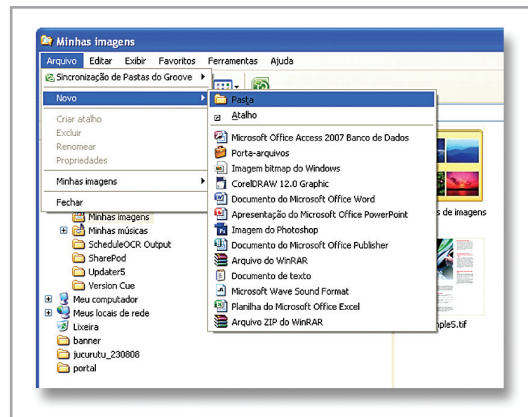 Minhas imagens
Arquivo Editar Exibir Favoritos Ferramentas Ajuda
Sincronização de Pastas do Groove
Novo
Criar atalho
Excluir
Renomear
Propriedades
Minhas imagens
Fechar
Pasta
Atalho
Microsoft Office Access 2007 Banco de Dados
Porta-arquivos
Imagem bitmap do Windows
CorelDRAW 12.0 Graphic
Documento do Microsoft Office Word
Apresentação do Microsoft Office PowerPoint
Imagem do Photoshop
Documento do Microsoft Office Publisher
Arquivo do WinRAR
Documento de texto
Microsoft Wave Sound Format
Planilha do Microsoft Office Excel
Arquivo ZIP do WinRAR
Minhas imagens
Minhas músicas
ScheduleOCR Output
SharePod
Updater5
Version Cue
Meu computador
Meus locais de rede
Lixeira
banner
jucurutu_230808
portal
s de imagens
mple5.tif